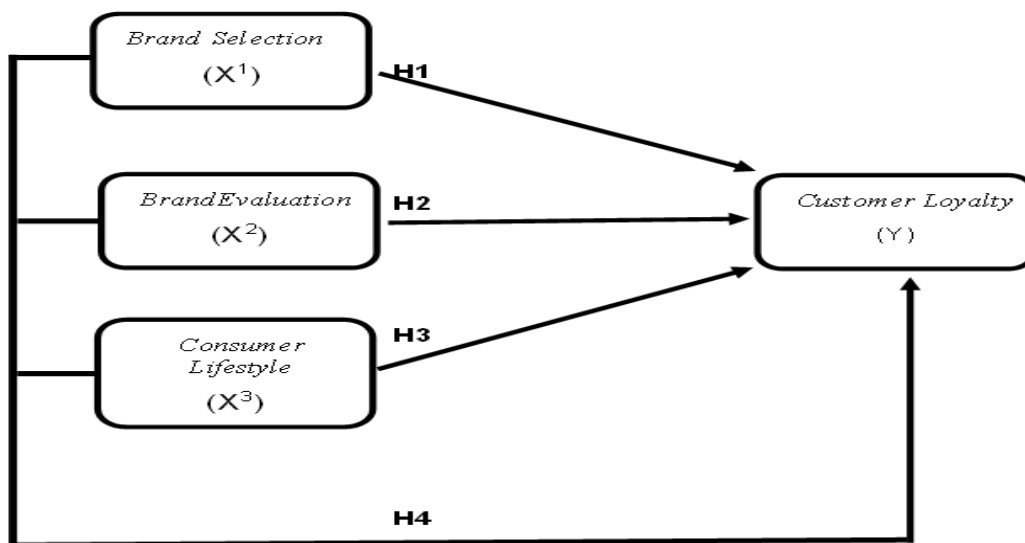 Brand Selection
(X¹)
H1
BrandEvaluation
(X²)
H2
Customer Loyalty
(Y)
Consumer
Lifestyle
(X³)
H3
H4